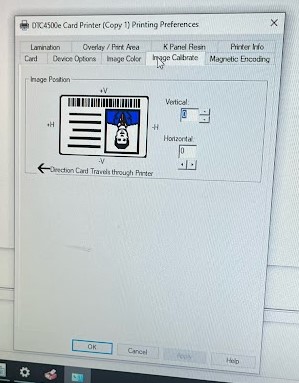 DTC4500e Card Printer (Copy 1) Printing Preferences
Lamination Overlay / Print Area K Panel Resin Printer Info
Card Device Options Image Color Image Calibrate Magnetic Encoding
Image Position
+V
Vertical:
0
+H
-H
Horizontal:
0
-V
Direction Card Travels through Printer
OK Cancel Apply Help